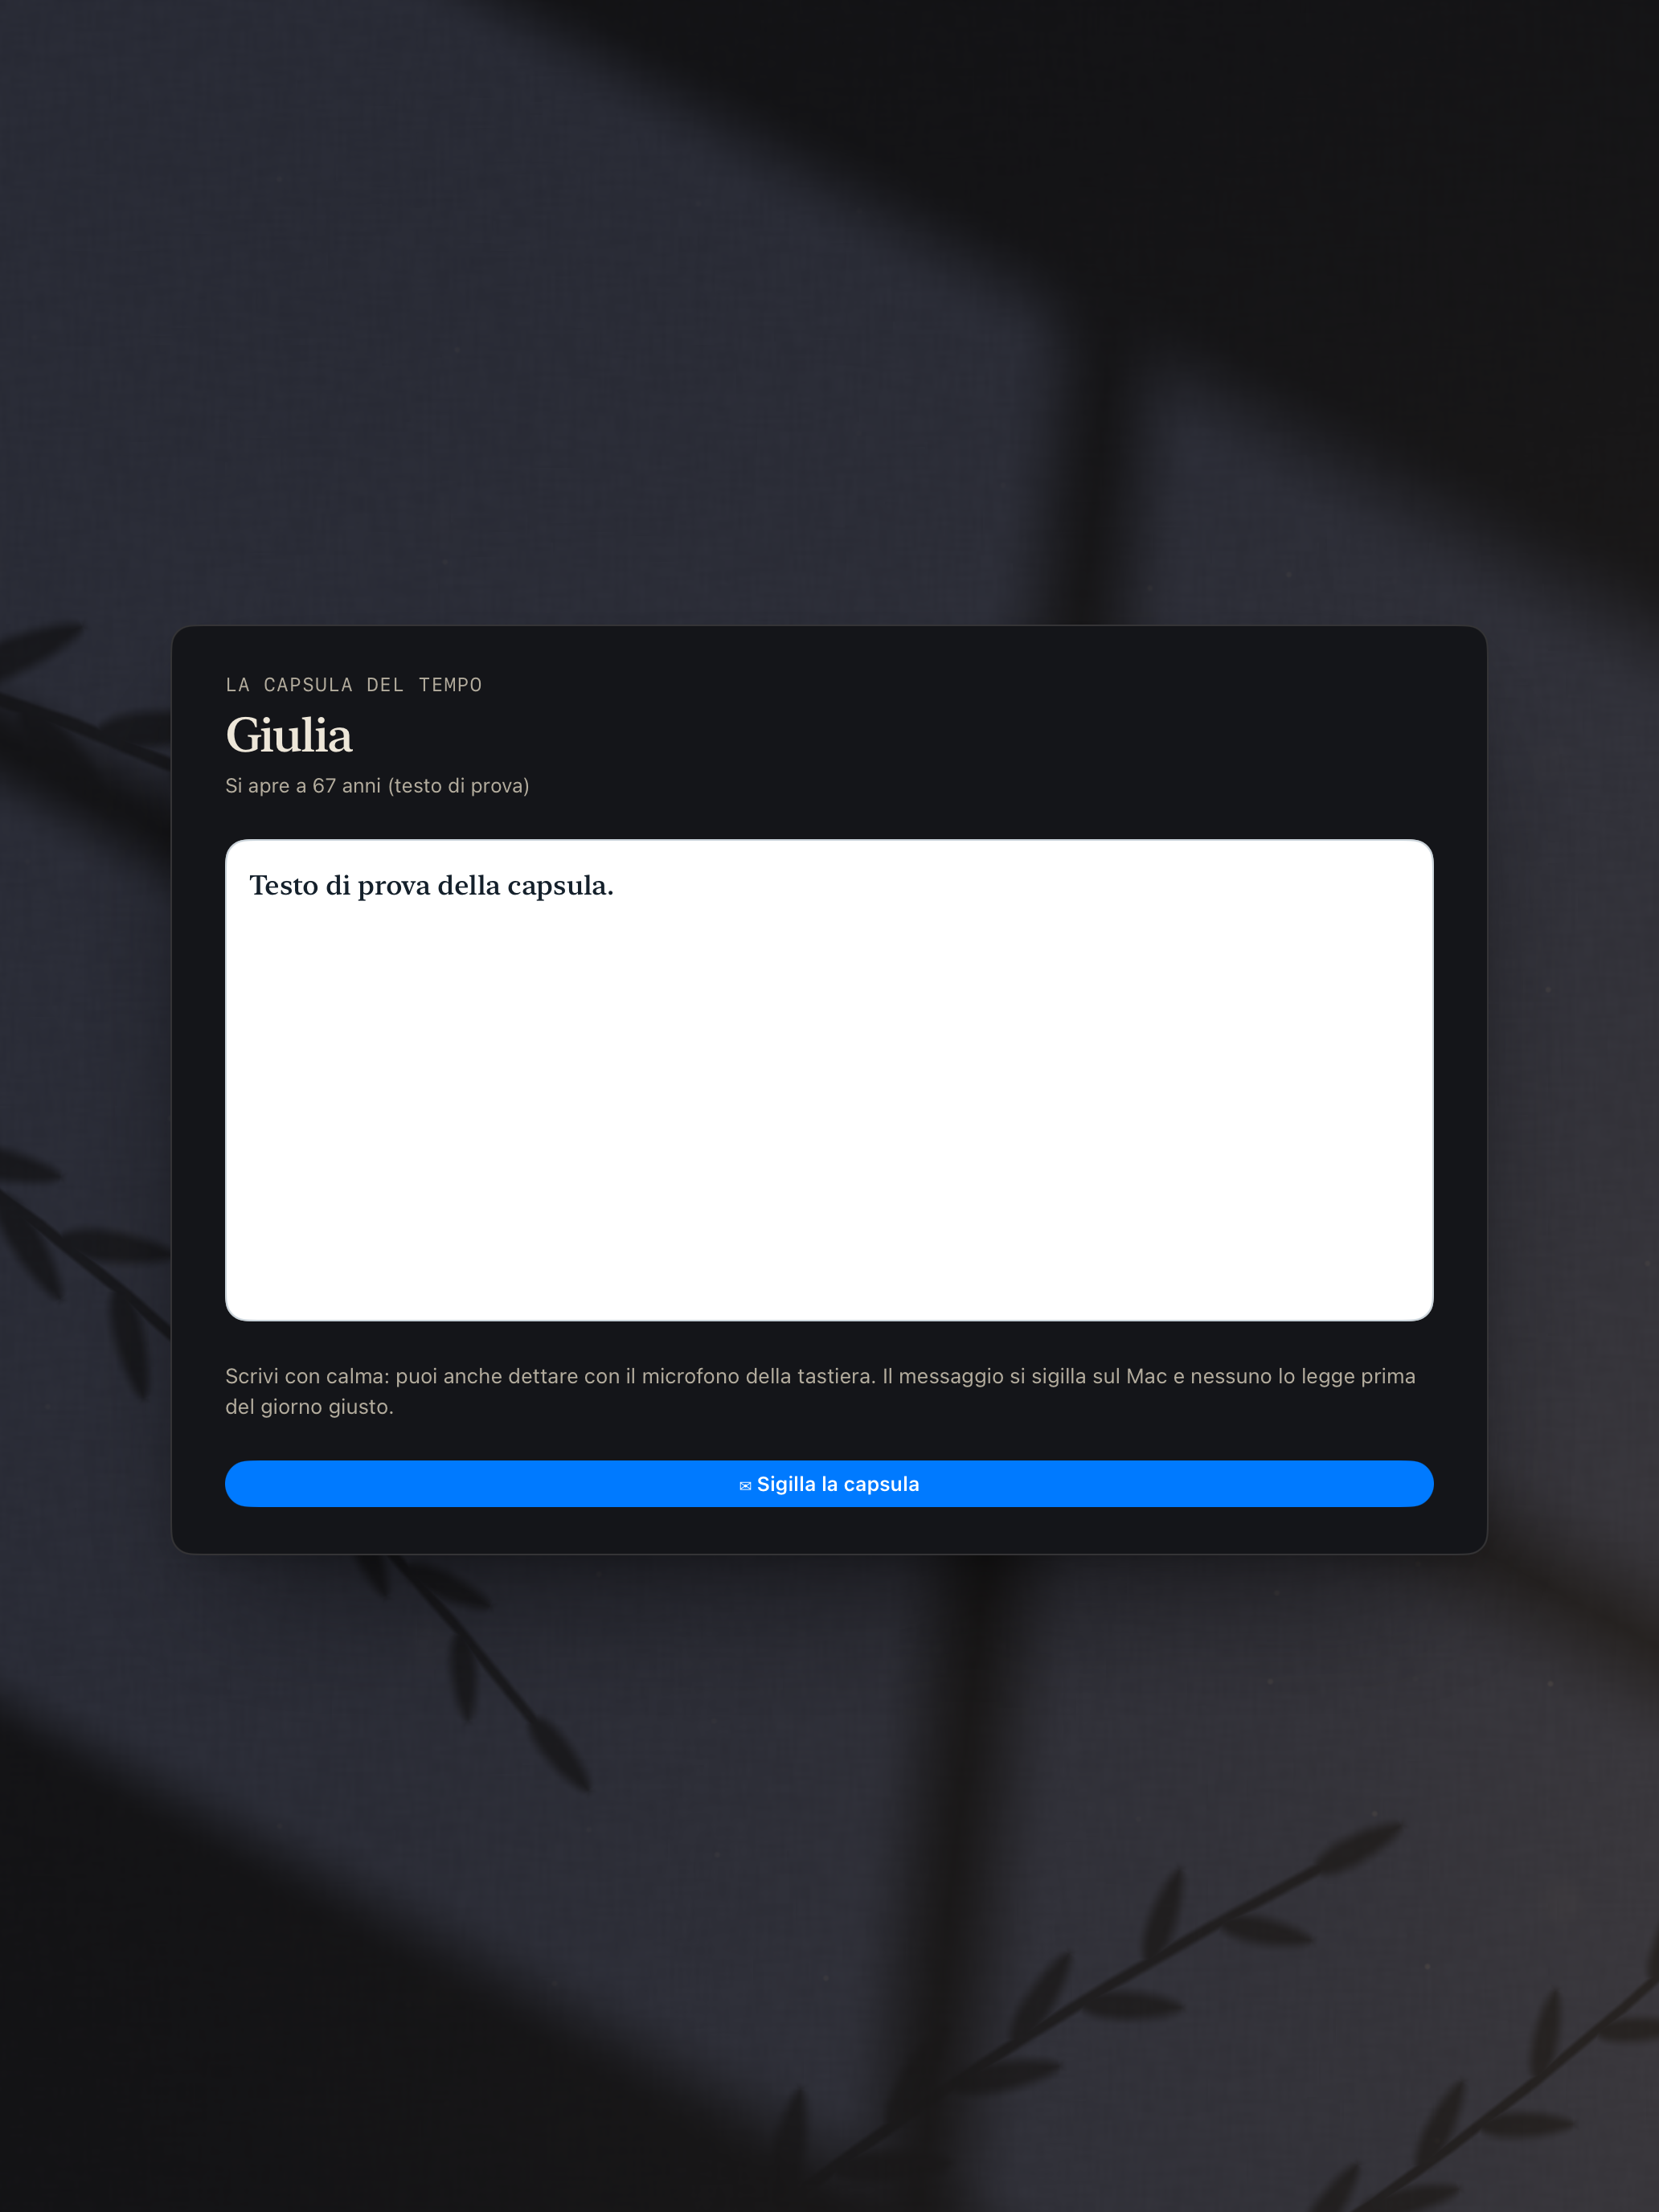 LA CAPSULA DEL TEMPO
Giulia
Si apre a 67 anni (testo di prova)
Testo di prova della capsula.
Scrivi con calma: puoi anche dettare con il microfono della tastiera. Il messaggio si sigilla sul Mac e nessuno lo legge prima
del giorno giusto.
✉ Sigilla la capsula